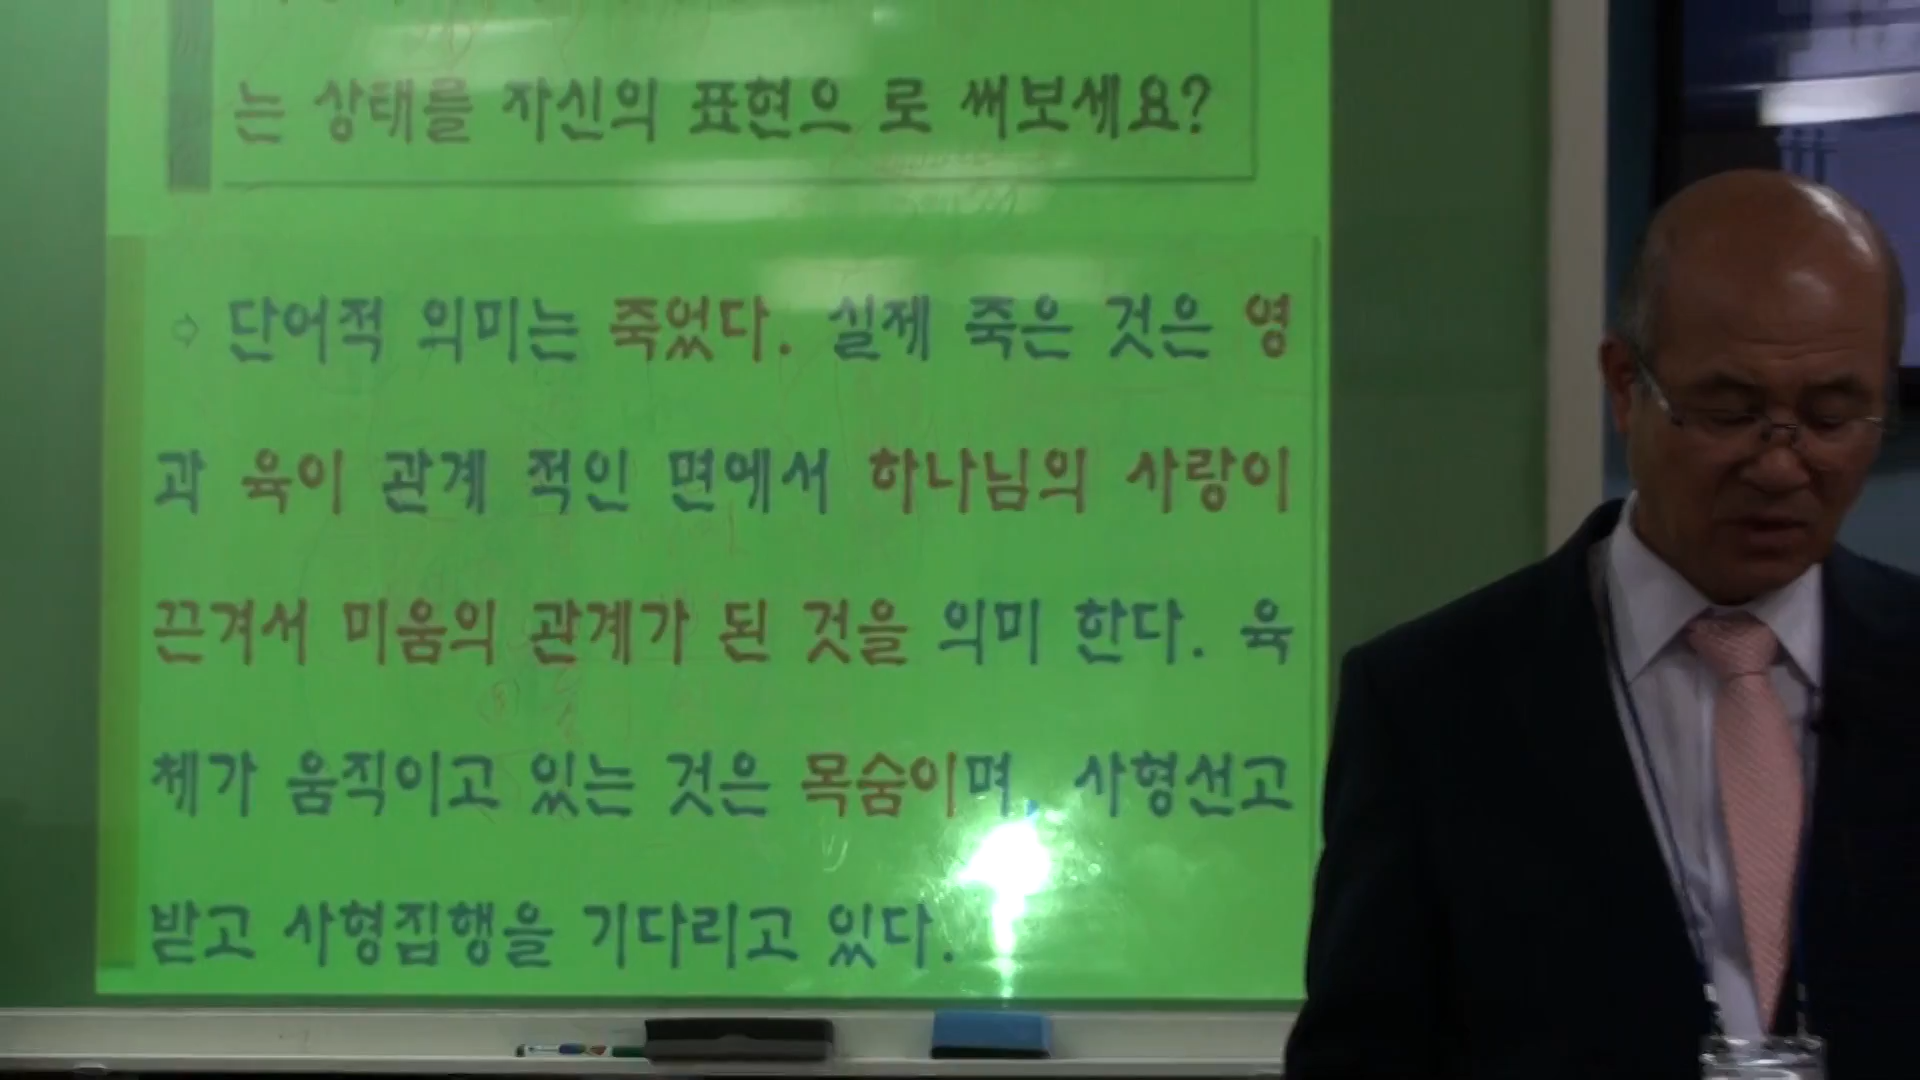 는 상태를 자신의 표현으 로 써보세요?
➪ 단어적 의미는 죽었다. 실제 죽은 것은 영
과 육이 관계 적인 면에서 하나님의 사랑이
끈겨서 미움의 관계가 된 것을 의미 한다. 육
체가 움직이고 있는 것은 목숨이며, 사형선고
받고 사형집행을 기다리고 있다.